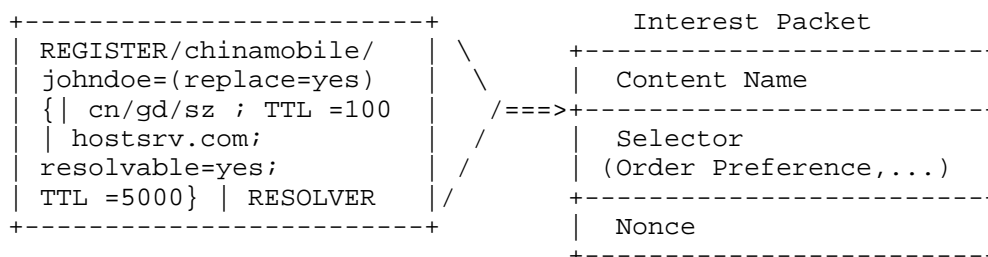 Interest Packet
REGISTER/chinamobile/
johndoe=(replace=yes)
{| cn/gd/sz ; TTL =100
| hostsrv.com;
resolvable=yes;
TTL =5000} | RESOLVER
Content Name
Selector
(Order Preference,...)
Nonce